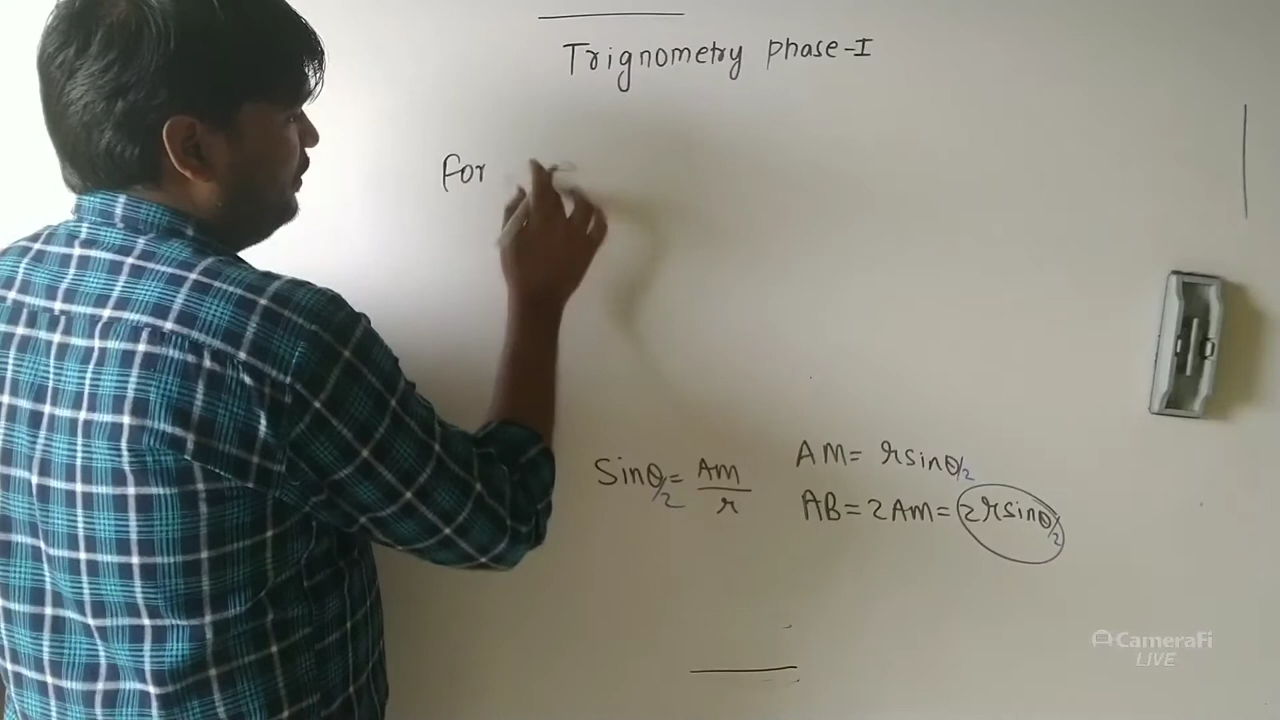 Trignometry phase-I
For
Sinθ/2 = AM/r
AM = rsinθ/2
AB = 2AM = 2rsinθ/2
CameraFi
LIVE